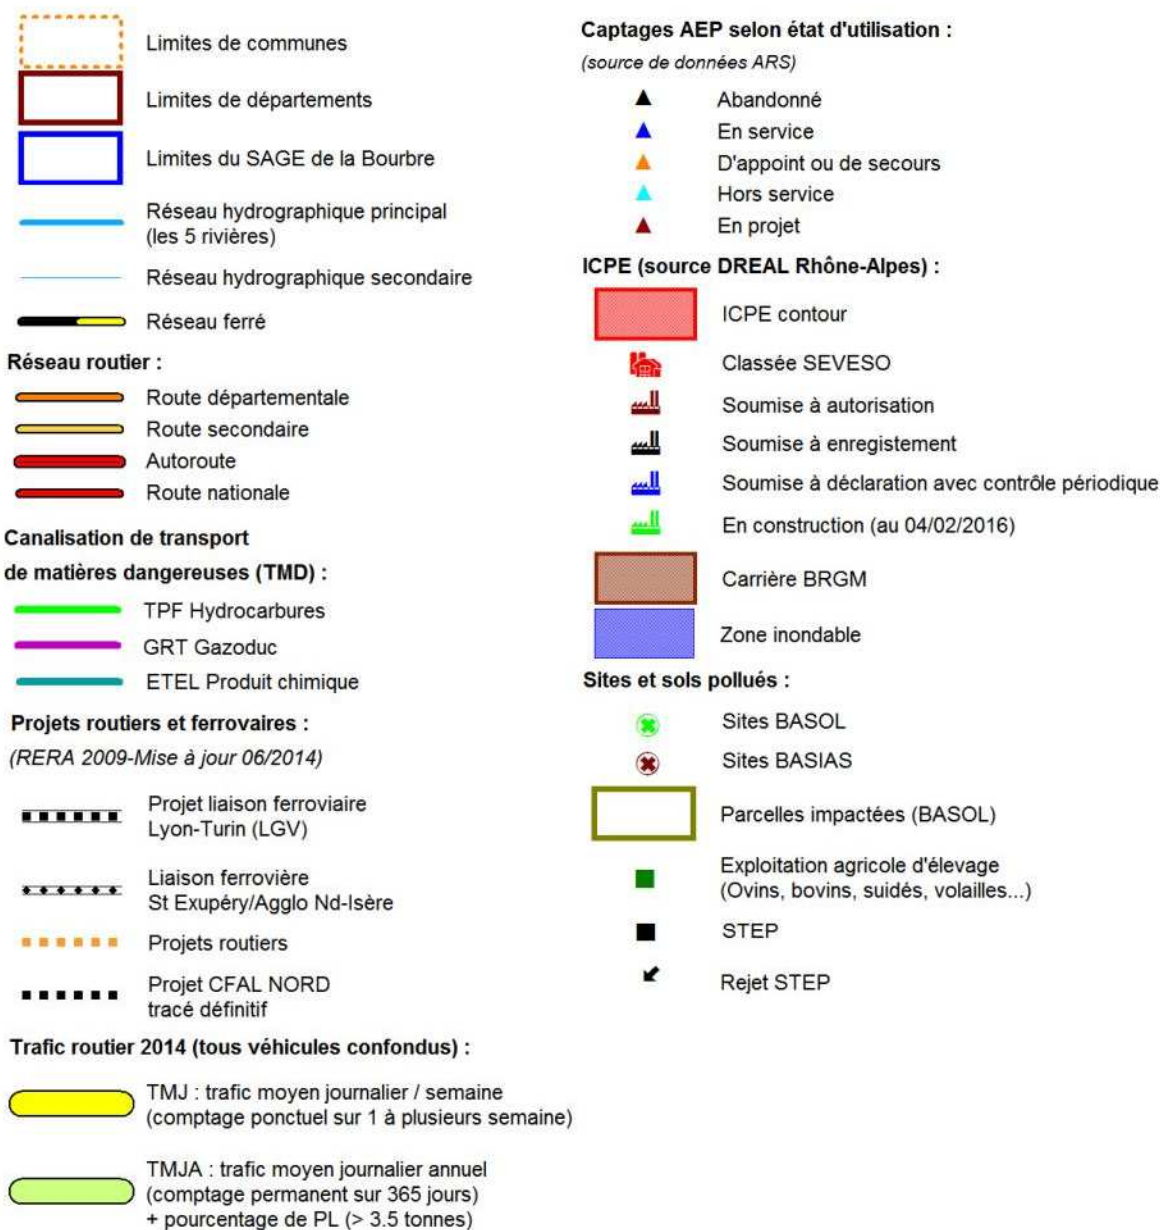 Limites de communes
Limites de départements
Limites du SAGE de la Bourbre
Réseau hydrographique principal
(les 5 rivières)
Réseau hydrographique secondaire
Réseau ferré
Réseau routier :
Route départementale
Route secondaire
Autoroute
Route nationale
Canalisation de transport
de matières dangereuses (TMD) :
TPF Hydrocarbures
GRT Gazoduc
ETEL Produit chimique
Projets routiers et ferrovaires :
(RERA 2009-Mise à jour 06/2014)
Projet liaison ferroviaire
Lyon-Turin (LGV)
Liaison ferrovière
St Exupéry/Agglo Nd-Isère
Projets routiers
Projet CFAL NORD
tracé définitif
Trafic routier 2014 (tous véhicules confondus) :
TMJ : trafic moyen journalier / semaine
(comptage ponctuel sur 1 à plusieurs semaine)
TMJA : trafic moyen journalier annuel
(comptage permanent sur 365 jours)
+ pourcentage de PL (> 3.5 tonnes)
Captages AEP selon état d'utilisation :
(source de données ARS)
Abandonné
En service
D'appoint ou de secours
Hors service
En projet
ICPE (source DREAL Rhône-Alpes) :
ICPE contour
Classée SEVESO
Soumise à autorisation
Soumise à enregistement
Soumise à déclaration avec contrôle périodique
En construction (au 04/02/2016)
Carrière BRGM
Zone inondable
Sites et sols pollués :
Sites BASOL
Sites BASIAS
Parcelles impactées (BASOL)
Exploitation agricole d'élevage
(Ovins, bovins, suidés, volailles...)
STEP
Rejet STEP